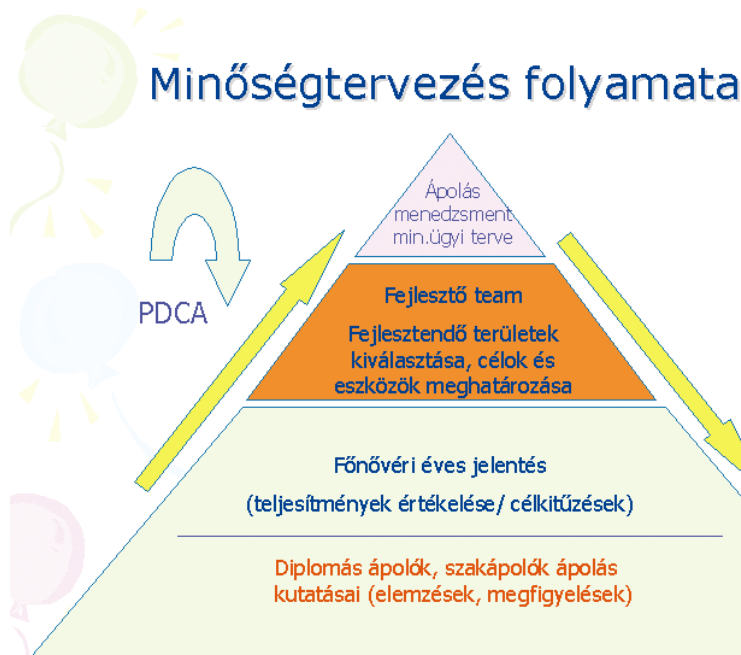 Minőségtervezés folyamata
Ápolás
menedzsment
min.ügyi terve
PDCA
Fejlesztő team
Fejlesztendő területek
kiválasztása, célok és
eszközök meghatározása
Főnővéri éves jelentés
(teljesítmények értékelése/ célkitűzések)
Diplomás ápolók, szakápolók ápolás
kutatásai (elemzések, megfigyelések)